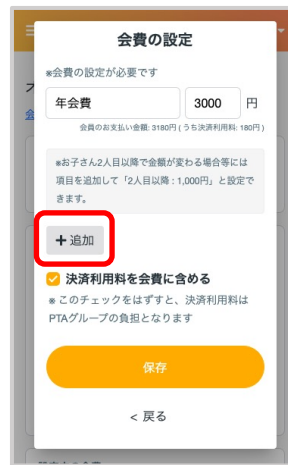 会費の設定
※会費の設定が必要です
年会費 3000 円
会員のお支払い金額: 3180円 ( うち決済利用料: 180円 )
※お子さん2人目以降で金額が変わる場合等には
項目を追加して「2人目以降 : 1,000円」と設定で
きます。
+ 追加
決済利用料を会費に含める
※ このチェックをはずすと、決済利用料は
PTAグループの負担となります
保存
< 戻る